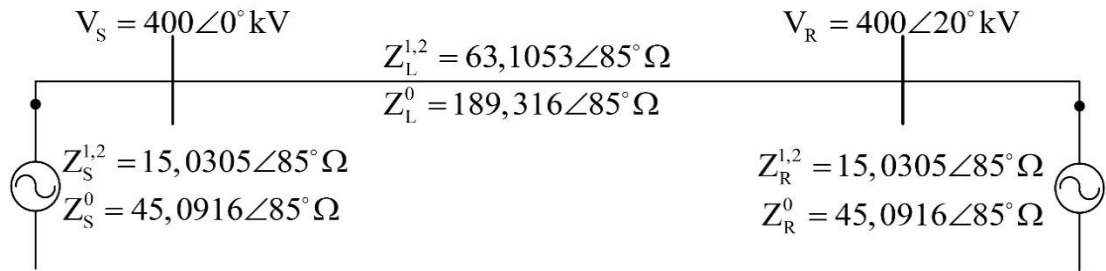 V_S = 400∠0° kV
V_R = 400∠20° kV
Z_L^{1,2} = 63,1053∠85° Ω
Z_L^0 = 189,316∠85° Ω
Z_S^{1,2} = 15,0305∠85° Ω
Z_S^0 = 45,0916∠85° Ω
Z_R^{1,2} = 15,0305∠85° Ω
Z_R^0 = 45,0916∠85° Ω